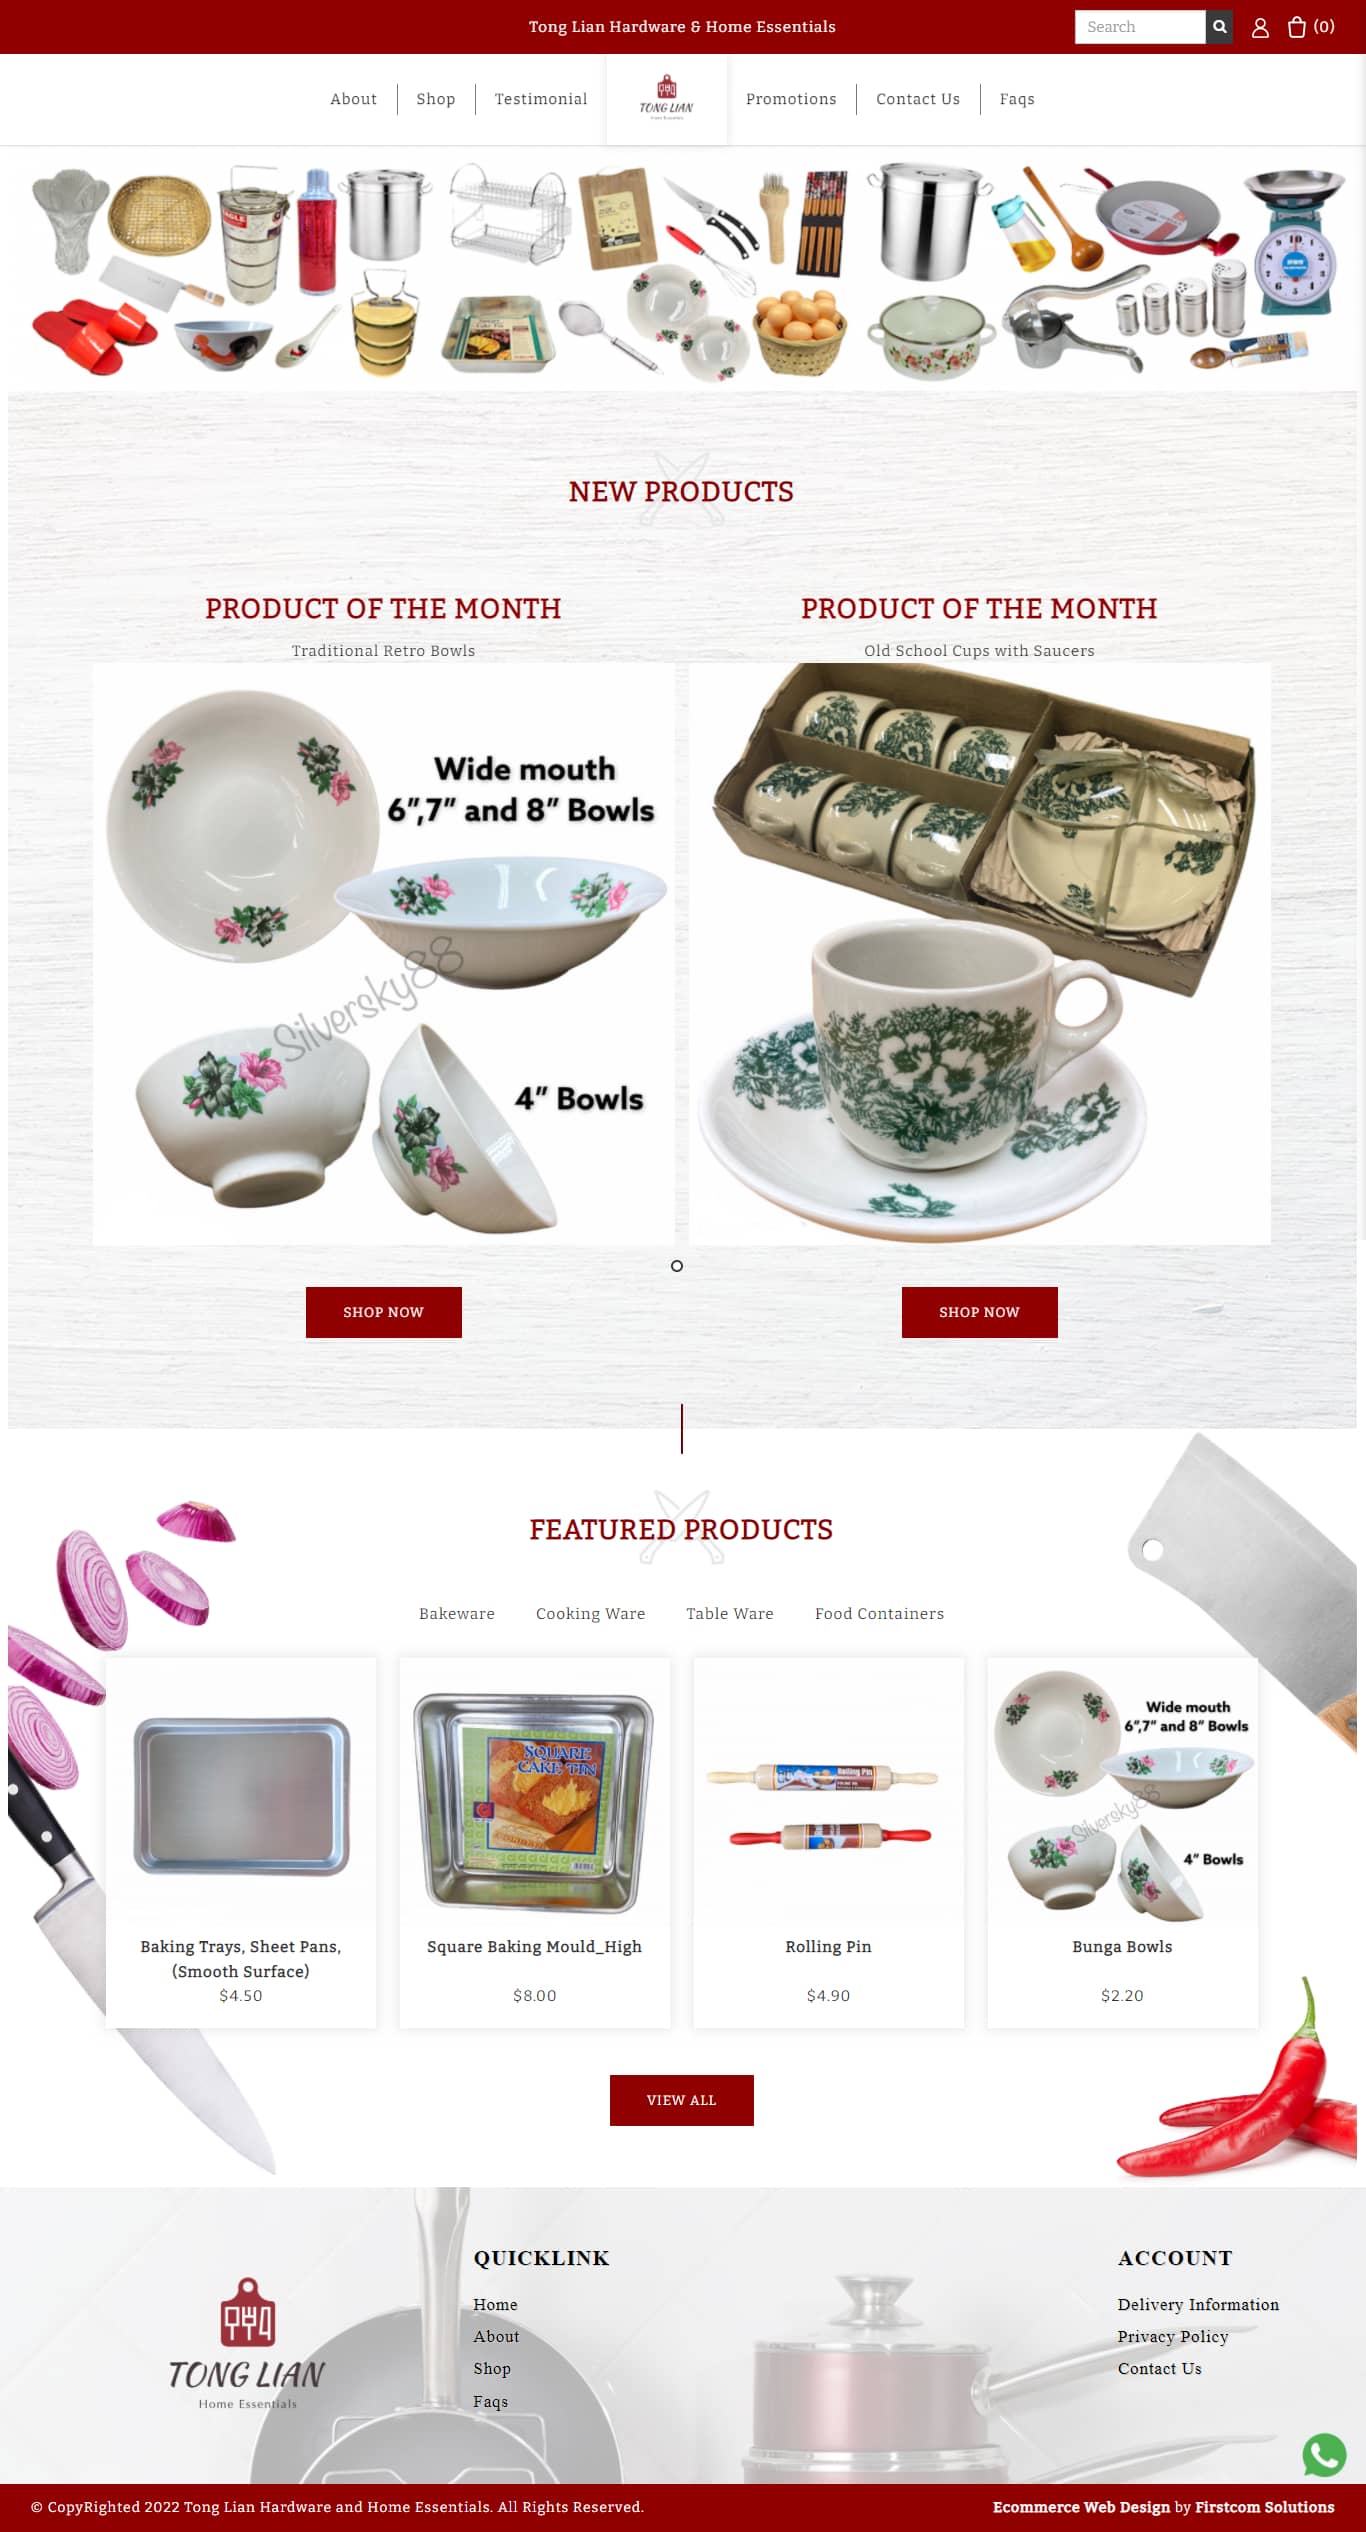 Tong Lian Hardware & Home Essentials
Search
(0)
About
Shop
Testimonial
TONG LIAN
Home Essentials
Promotions
Contact Us
Faqs
EAGLE
NEW PRODUCTS
PRODUCT OF THE MONTH
Traditional Retro Bowls
Wide mouth
6",7" and 8" Bowls
Silversky88
4" Bowls
SHOP NOW
PRODUCT OF THE MONTH
Old School Cups with Saucers
SHOP NOW
FEATURED PRODUCTS
Bakeware
Cooking Ware
Table Ware
Food Containers
Baking Trays, Sheet Pans,
(Smooth Surface)
$4.50
SQUARE
CAKE TIN
Square Baking Mould_High
$8.00
Rolling Pin
Rolling Pin
$4.90
Wide mouth
6",7" and 8" Bowls
Silversky88
4" Bowls
Bunga Bowls
$2.20
VIEW ALL
TONG LIAN
Home Essentials
QUICKLINK
Home
About
Shop
Faqs
ACCOUNT
Delivery Information
Privacy Policy
Contact Us
© CopyRighted 2022 Tong Lian Hardware and Home Essentials. All Rights Reserved.
Ecommerce Web Design by Firstcom Solutions